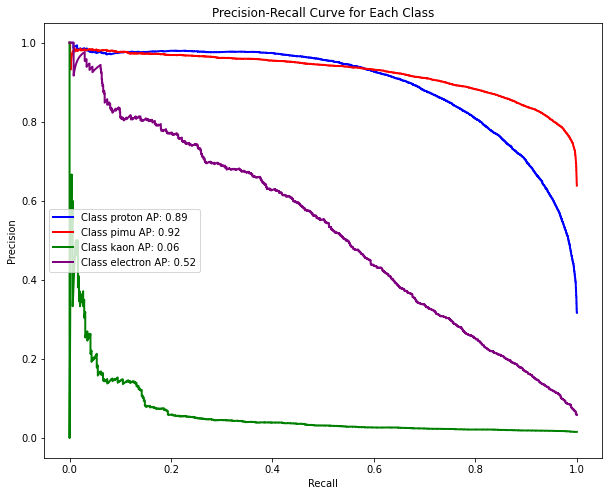 Precision-Recall Curve for Each Class
Precision
1.0
0.8
0.6
0.4
0.2
0.0
Class proton AP: 0.89
Class pimu AP: 0.92
Class kaon AP: 0.06
Class electron AP: 0.52
0.0 0.2 0.4 0.6 0.8 1.0
Recall